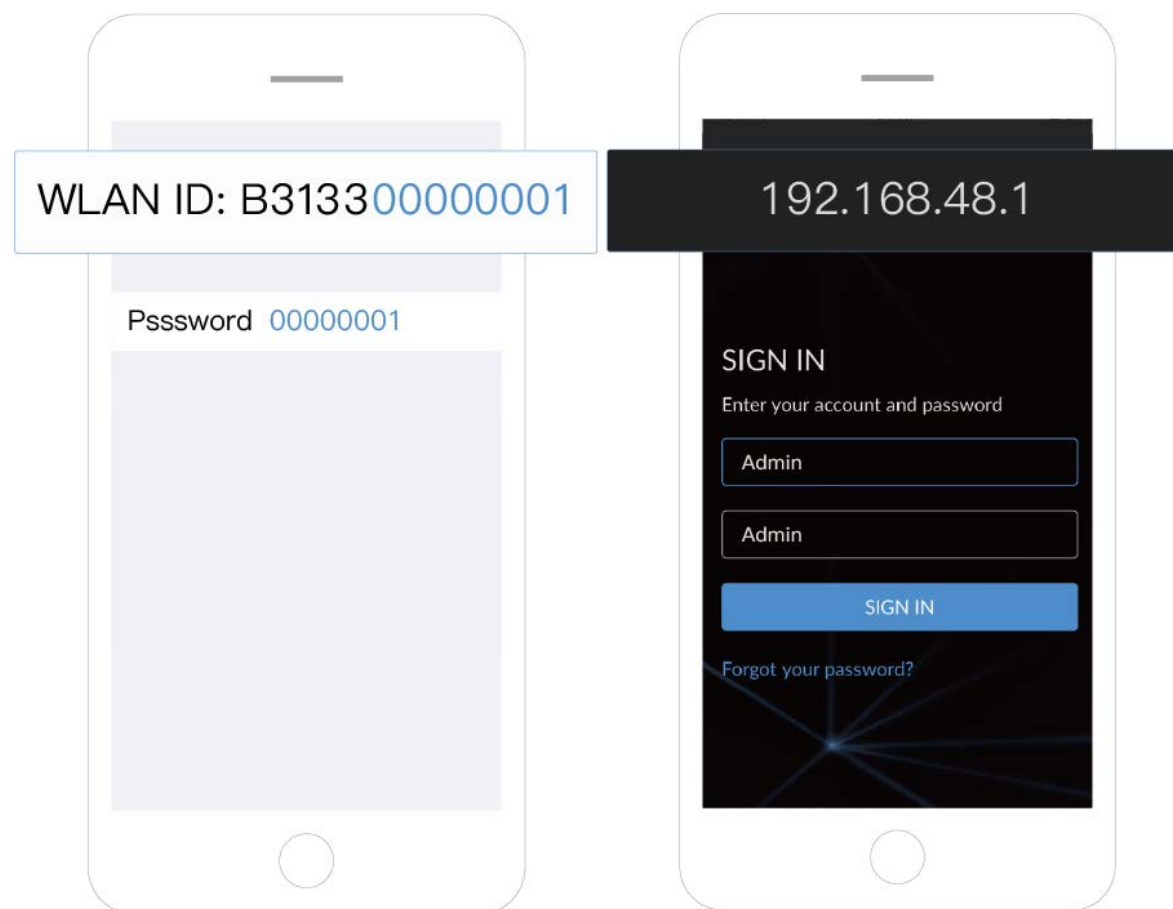 WLAN ID: B313300000001
Psssword 00000001
192.168.48.1
SIGN IN
Enter your account and password
Admin
Admin
SIGN IN
Forgot your password?